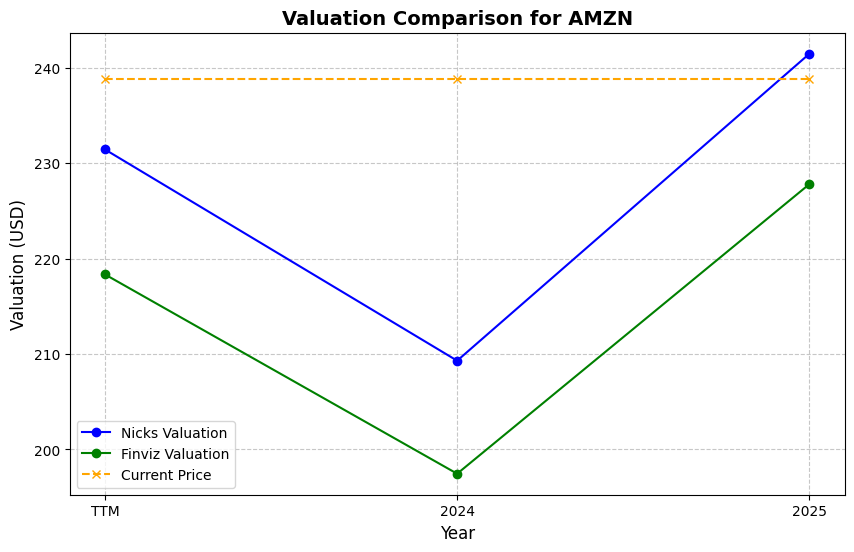 Valuation Comparison for AMZN
Valuation (USD)
240
230
220
210
200
Nicks Valuation
Finviz Valuation
Current Price
TTM
2024
2025
Year